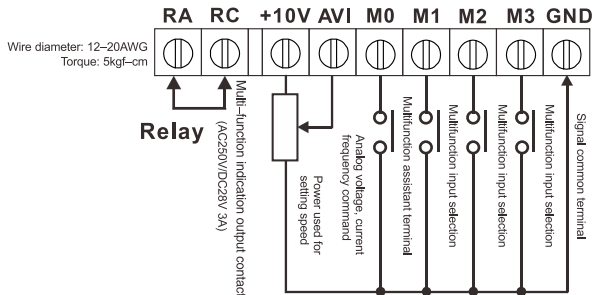 RA RC +10V AVI M0 M1 M2 M3 GND
Wire diameter: 12–20AWG
Torque: 5kgf–cm
Relay
Multi–function indication output contact
(AC250V/DC28V 3A)
Power used for
setting speed
Analog voltage, current
frequency command
Multifunction assistant terminal
Multifunction input selection
Multifunction input selection
Multifunction input selection
Signal common terminal